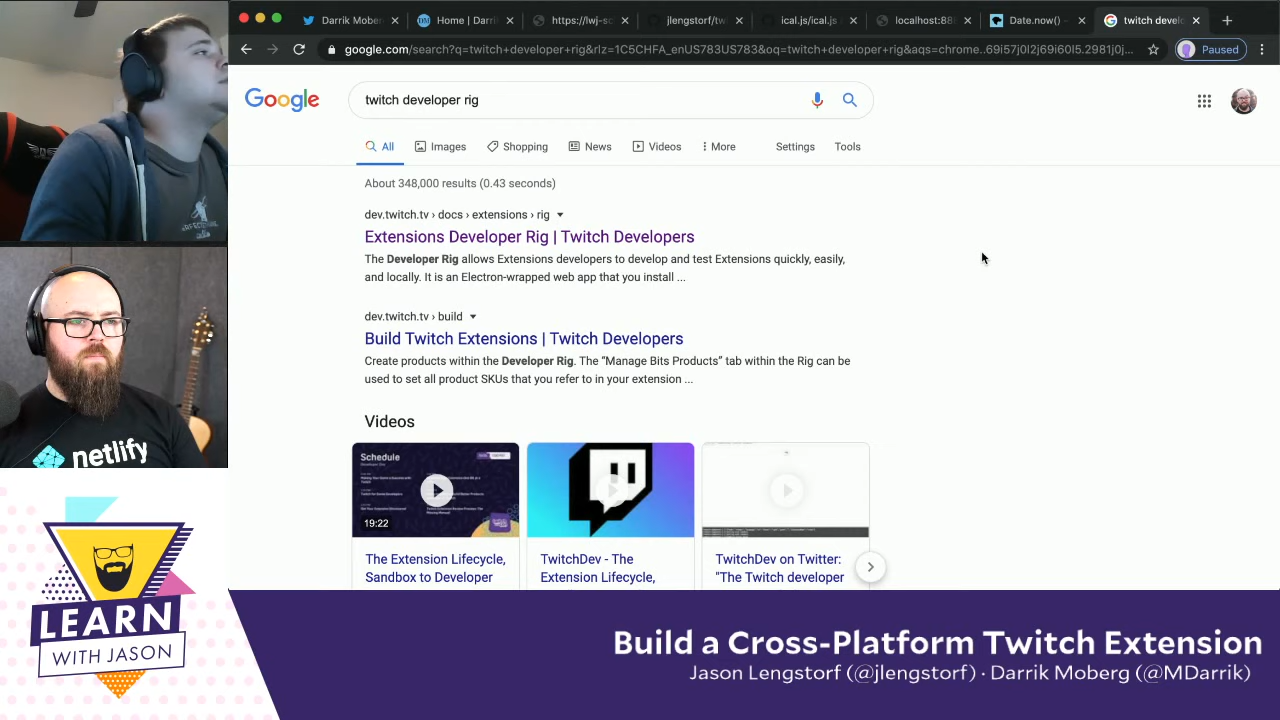 Darrik Mober
Home | Darri
https://lwj-sc
jlengstorf/tw
ical.js/ical.js
localhost:88
Date.now() -
twitch devel
google.com/search?q=twitch+developer+rig&rlz=1C5CHFA_enUS783US783&oq=twitch+developer+rig&aqs=chrome..69i57j0l2j69i60l5.2981j0j...
Paused
Google
twitch developer rig
All
Images
Shopping
News
Videos
More
Settings
Tools
About 348,000 results (0.43 seconds)
dev.twitch.tv › docs › extensions › rig
Extensions Developer Rig | Twitch Developers
The Developer Rig allows Extensions developers to develop and test Extensions quickly, easily,
and locally. It is an Electron-wrapped web app that you install ...
dev.twitch.tv › build
Build Twitch Extensions | Twitch Developers
Create products within the Developer Rig. The “Manage Bits Products” tab within the Rig can be
used to set all product SKUs that you refer to in your extension ...
Videos
Schedule
19:22
The Extension Lifecycle,
Sandbox to Developer
TwitchDev - The
Extension Lifecycle,
TwitchDev on Twitter:
"The Twitch developer
netlify
LEARN
WITH JASON
Build a Cross-Platform Twitch Extension
Jason Lengstorf (@jlengstorf) · Darrik Moberg (@MDarrik)